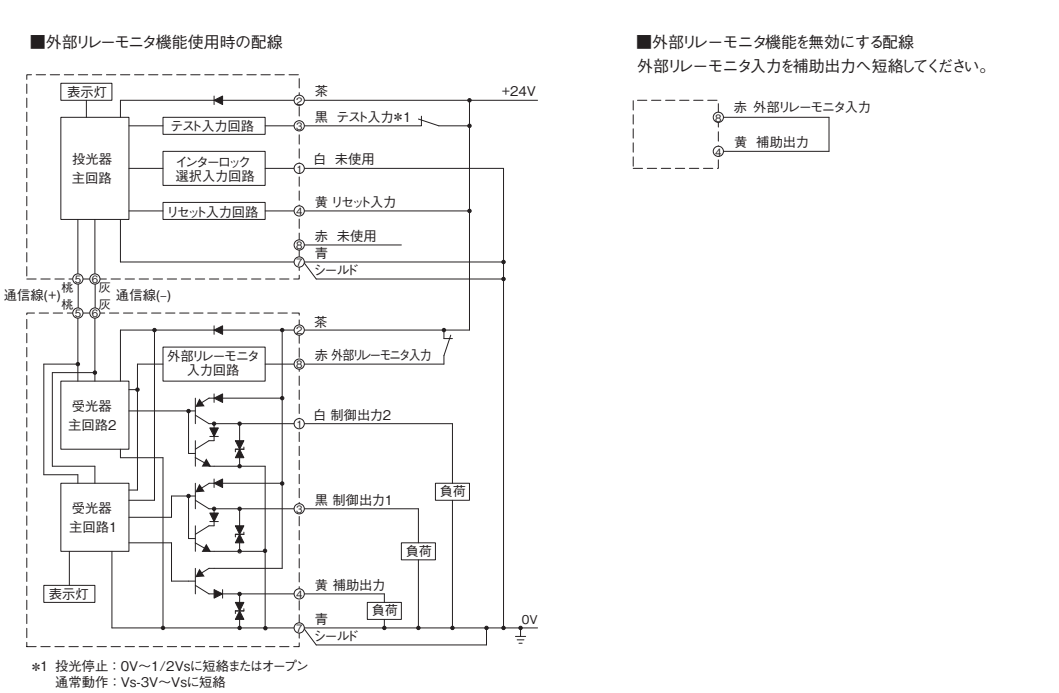 ■外部リレーモニタ機能使用時の配線
表示灯
投光器
主回路
テスト入力回路
インターロック
選択入力回路
リセット入力回路
② 茶
+24V
③ 黒 テスト入力*1
① 白 未使用
④ 黄 リセット入力
⑧ 赤 未使用
⑦ 青
シールド
⑤ ⑥
通信線(+) 桃 灰 通信線(−)
桃 灰
⑤ ⑥
② 茶
外部リレーモニタ
入力回路
⑧ 赤 外部リレーモニタ入力
受光器
主回路2
① 白 制御出力2
負荷
受光器
主回路1
③ 黒 制御出力1
負荷
表示灯
④ 黄 補助出力
負荷
⑦ 青
0V
シールド
*1 投光停止：0V〜1/2Vsに短絡またはオープン
通常動作：Vs-3V〜Vsに短絡
■外部リレーモニタ機能を無効にする配線
外部リレーモニタ入力を補助出力へ短絡してください。
⑧ 赤 外部リレーモニタ入力
④ 黄 補助出力